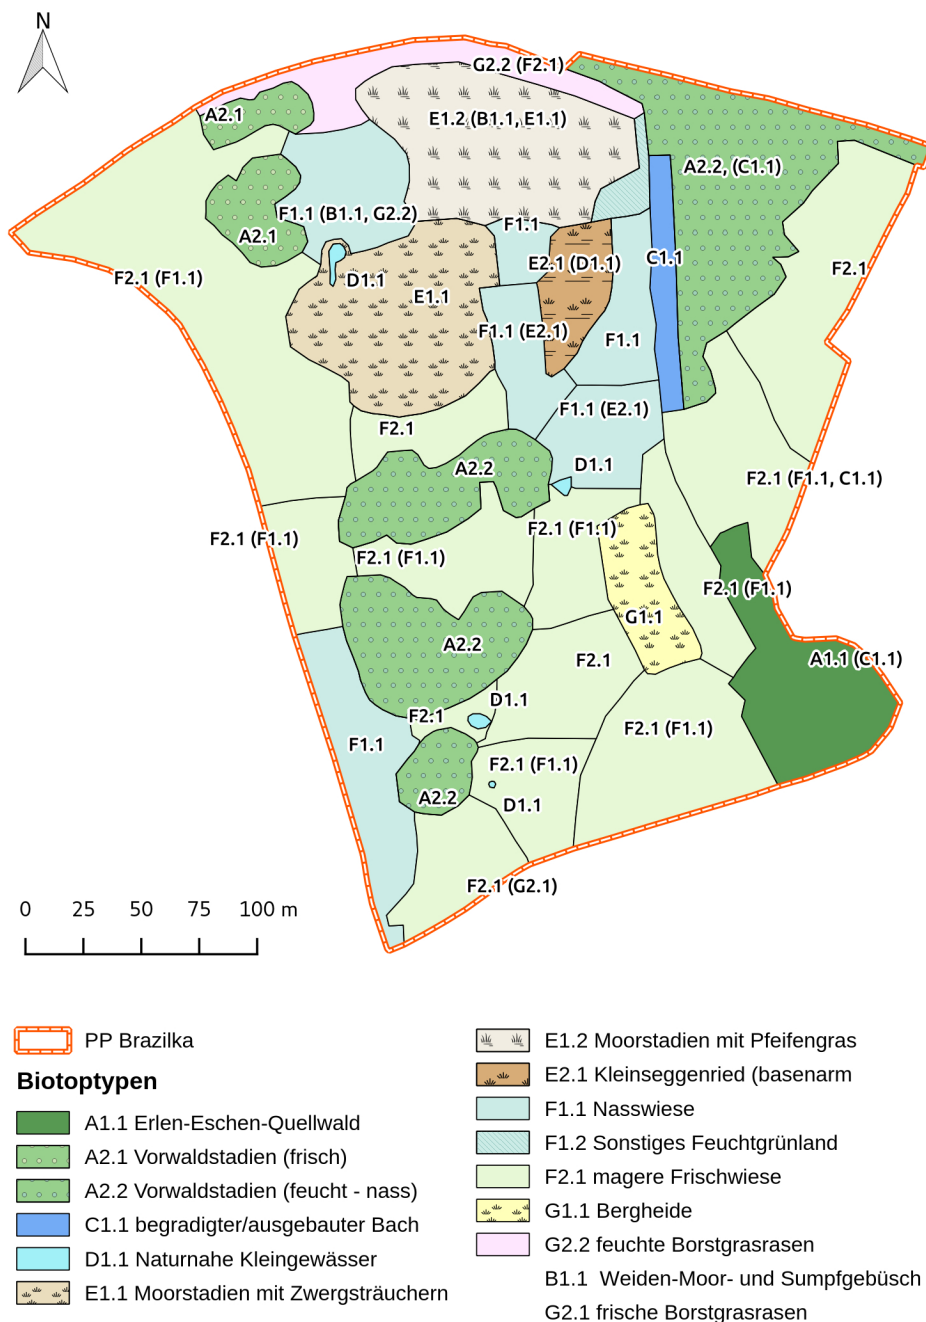 N
G2.2 (F2.1)
A2.1
E1.2 (B1.1, E1.1)
A2.2, (C1.1)
F1.1 (B1.1, G2.2)
F1.1
A2.1
C1.1
E2.1 (D1.1)
F2.1
F2.1 (F1.1)
D1.1
E1.1
F1.1 (E2.1)
F1.1
F1.1 (E2.1)
F2.1
A2.2
D1.1
F2.1 (F1.1, C1.1)
F2.1 (F1.1)
F2.1 (F1.1)
F2.1 (F1.1)
F2.1 (F1.1)
G1.1
A2.2
F2.1
A1.1 (C1.1)
D1.1
F2.1
F2.1 (F1.1)
F1.1
F2.1 (F1.1)
A2.2
D1.1
F2.1 (G2.1)
0 25 50 75 100 m
PP Brazilka
Biotoptypen
A1.1 Erlen-Eschen-Quellwald
A2.1 Vorwaldstadien (frisch)
A2.2 Vorwaldstadien (feucht - nass)
C1.1 begradigter/ausgebauter Bach
D1.1 Naturnahe Kleingewässer
E1.1 Moorstadien mit Zwergsträuchern
E1.2 Moorstadien mit Pfeifengras
E2.1 Kleinseggenried (basenarm
F1.1 Nasswiese
F1.2 Sonstiges Feuchtgrünland
F2.1 magere Frischwiese
G1.1 Bergheide
G2.2 feuchte Borstgrasrasen
B1.1 Weiden-Moor- und Sumpfgebüsch
G2.1 frische Borstgrasrasen